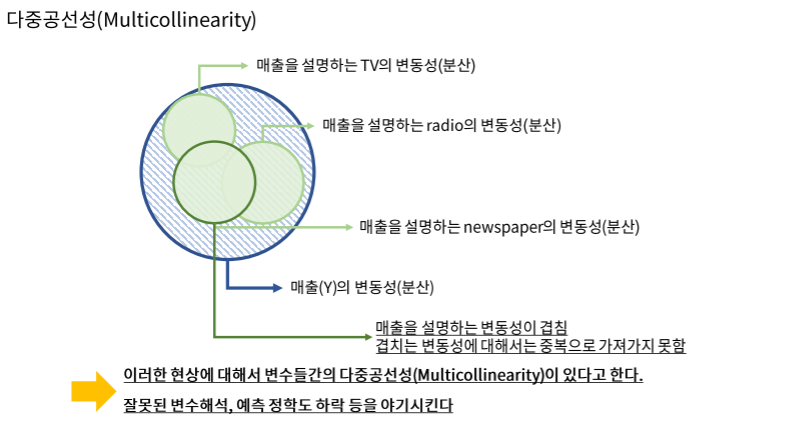 다중공선성(Multicollinearity)
매출을 설명하는 TV의 변동성(분산)
매출을 설명하는 radio의 변동성(분산)
매출을 설명하는 newspaper의 변동성(분산)
매출(Y)의 변동성(분산)
매출을 설명하는 변동성이 겹침
겹치는 변동성에 대해서는 중복으로 가져가지 못함
이러한 현상에 대해서 변수들간의 다중공선성(Multicollinearity)이 있다고 한다.
잘못된 변수해석, 예측 정학도 하락 등을 야기시킨다